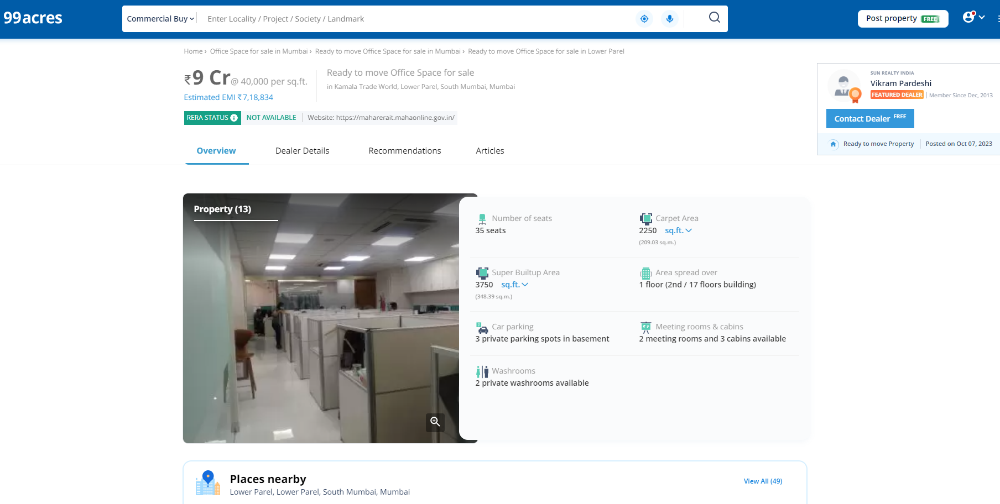 99acres
Commercial Buy
Enter Locality / Project / Society / Landmark
Post property FREE
Home › Office Space for sale in Mumbai › Ready to move Office Space for sale in Mumbai › Ready to move Office Space for sale in Lower Parel
₹9 Cr @ 40,000 per sq.ft.
Estimated EMI ₹ 7,18,834
Ready to move Office Space for sale
in Kamala Trade World, Lower Parel, South Mumbai, Mumbai
RERA STATUS NOT AVAILABLE Website: https://maharerait.mahaonline.gov.in/
SUN REALTY INDIA
Vikram Pardeshi
FEATURED DEALER Member Since Dec, 2013
Contact Dealer FREE
Ready to move Property Posted on Oct 07, 2023
Overview Dealer Details Recommendations Articles
Property (13)
Number of seats
35 seats
Carpet Area
2250 sq.ft.
(209.03 sq.m.)
Super Builtup Area
3750 sq.ft.
(348.39 sq.m.)
Area spread over
1 floor (2nd / 17 floors building)
Car parking
3 private parking spots in basement
Meeting rooms & cabins
2 meeting rooms and 3 cabins available
Washrooms
2 private washrooms available
Places nearby
Lower Parel, Lower Parel, South Mumbai, Mumbai
View All (49)